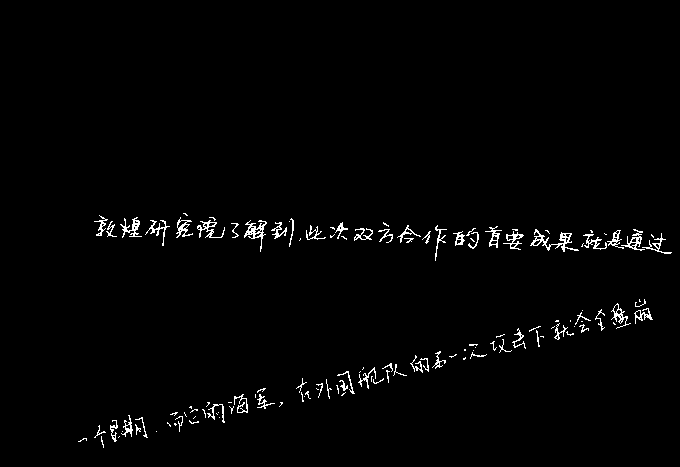 敦煌研究院了解到,此次双方合作的首要成果就是通过
一个星期,而它的海军,在外国舰队的第一次攻击下就会全盘崩